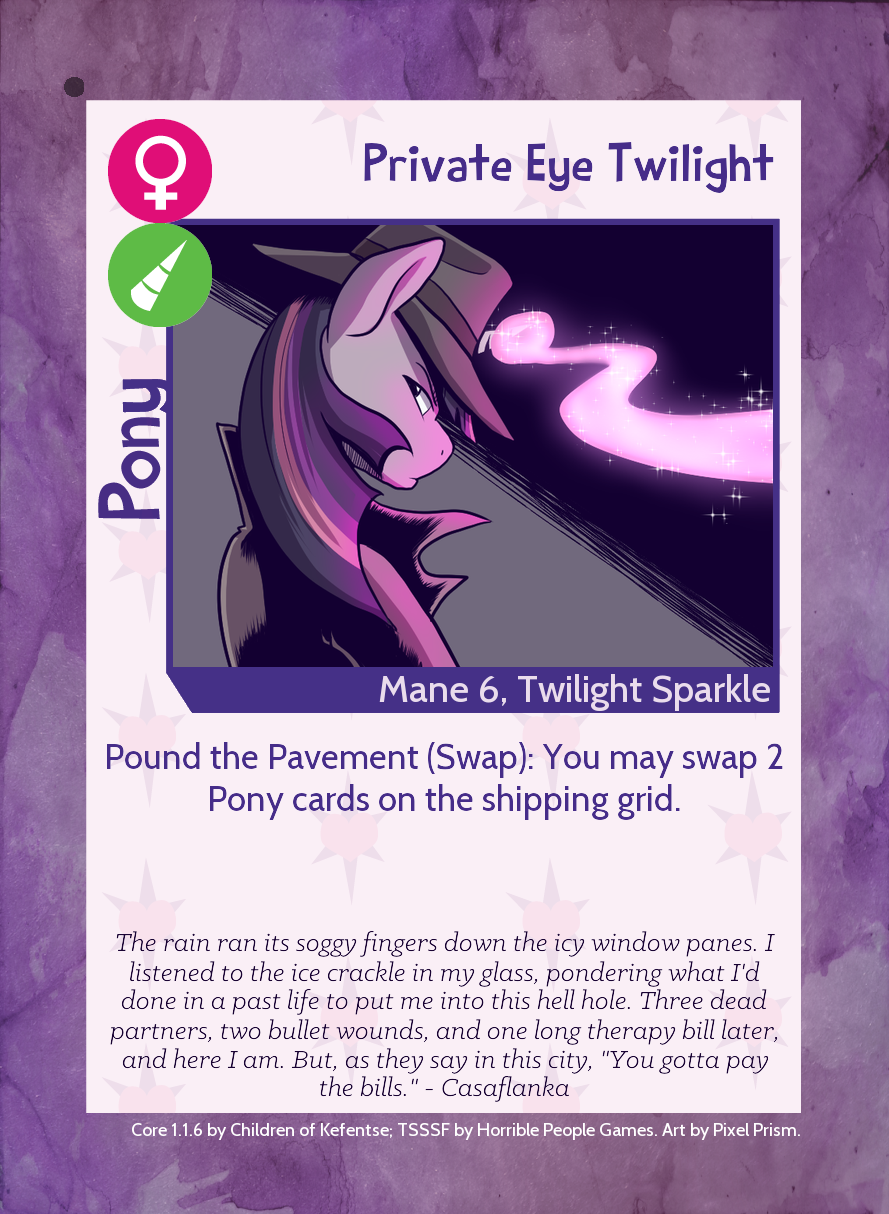 Private Eye Twilight
Pony
Mane 6, Twilight Sparkle
Pound the Pavement (Swap): You may swap 2
Pony cards on the shipping grid.
The rain ran its soggy fingers down the icy window panes. I
listened to the ice crackle in my glass, pondering what I'd
done in a past life to put me into this hell hole. Three dead
partners, two bullet wounds, and one long therapy bill later,
and here I am. But, as they say in this city, "You gotta pay
the bills." - Casaflanka
Core 1.1.6 by Children of Kefentse; TSSSF by Horrible People Games. Art by Pixel Prism.